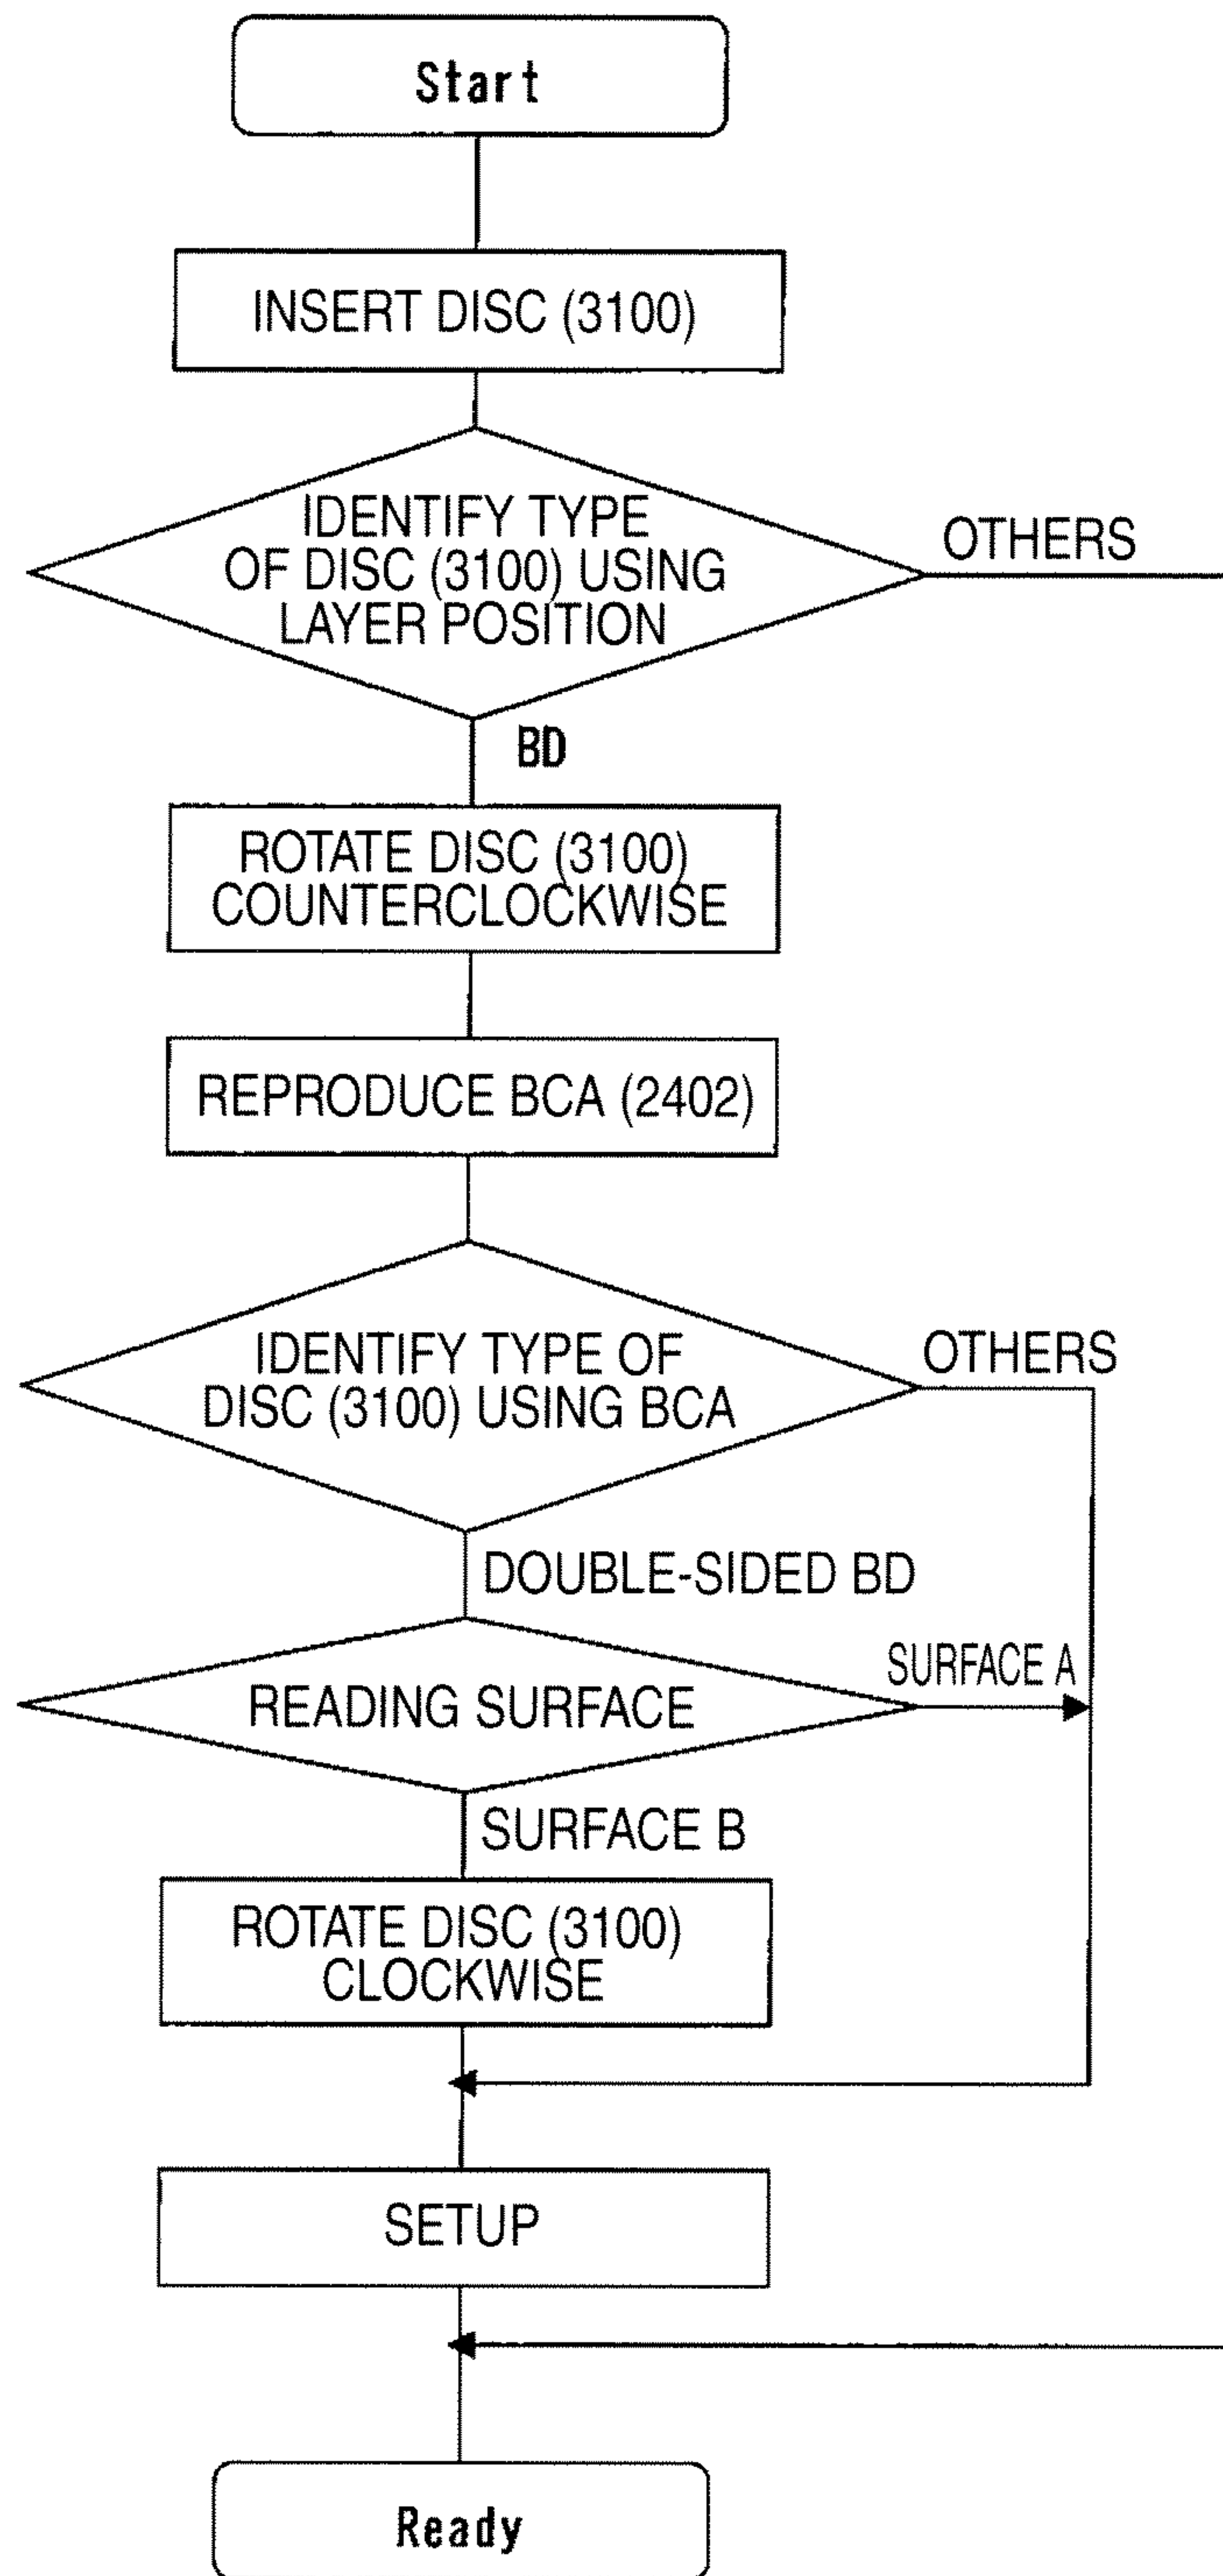 Start
INSERT DISC (3100)
IDENTIFY TYPE
OF DISC (3100) USING
LAYER POSITION
OTHERS
BD
ROTATE DISC (3100)
COUNTERCLOCKWISE
REPRODUCE BCA (2402)
IDENTIFY TYPE OF
DISC (3100) USING BCA
OTHERS
DOUBLE-SIDED BD
READING SURFACE
SURFACE A
SURFACE B
ROTATE DISC (3100)
CLOCKWISE
SETUP
Ready